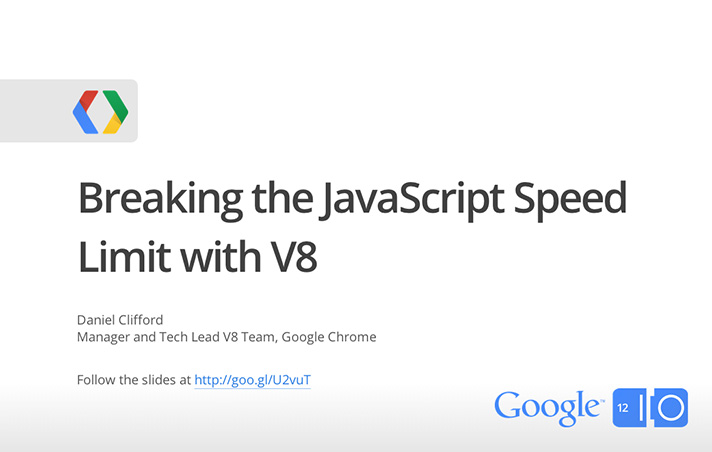 Breaking the JavaScript Speed
Limit with V8
Daniel Clifford
Manager and Tech Lead V8 Team, Google Chrome
Follow the slides at http://goo.gl/U2vuT
Google™ 12 IO